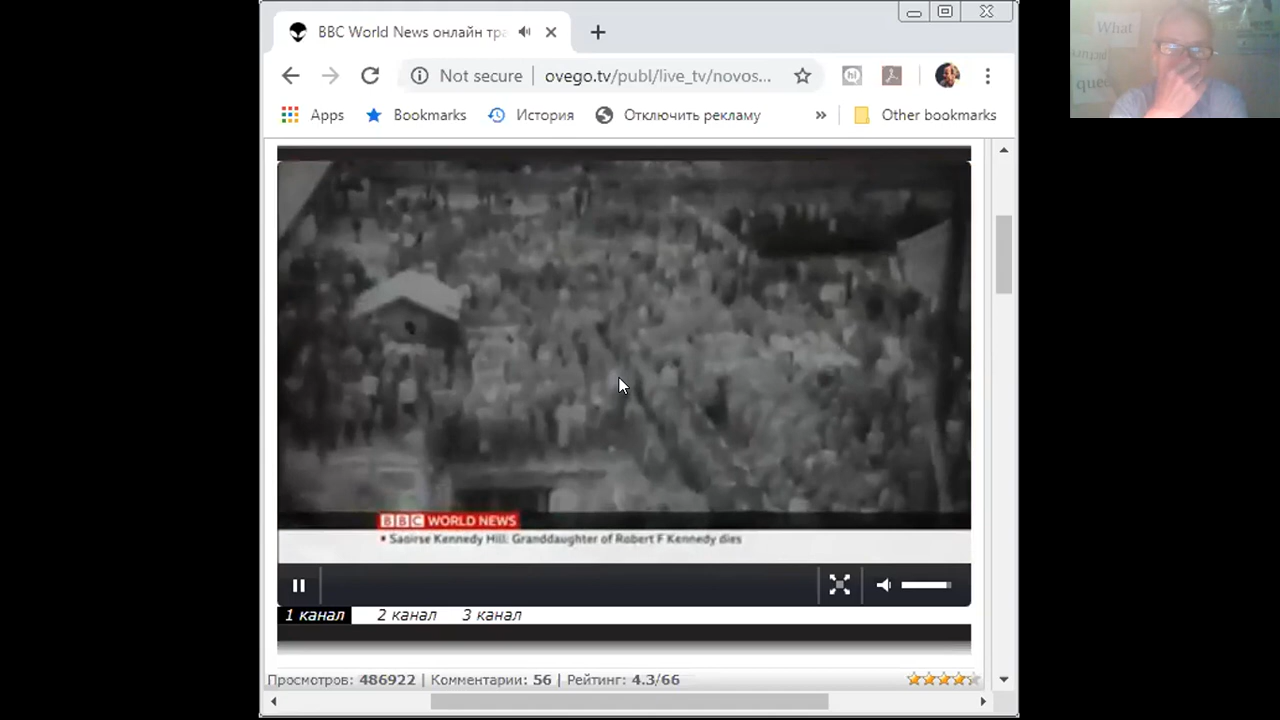 BBC World News онлайн тра
Not secure
ovego.tv/publ/live_tv/novos...
Apps
Bookmarks
История
Отключить рекламу
»
Other bookmarks
What
BBC WORLD NEWS
• Saoirse Kennedy Hill: Granddaughter of Robert F Kennedy dies
1 канал
2 канал
3 канал
Просмотров: 486922 | Комментарии: 56 | Рейтинг: 4.3/66